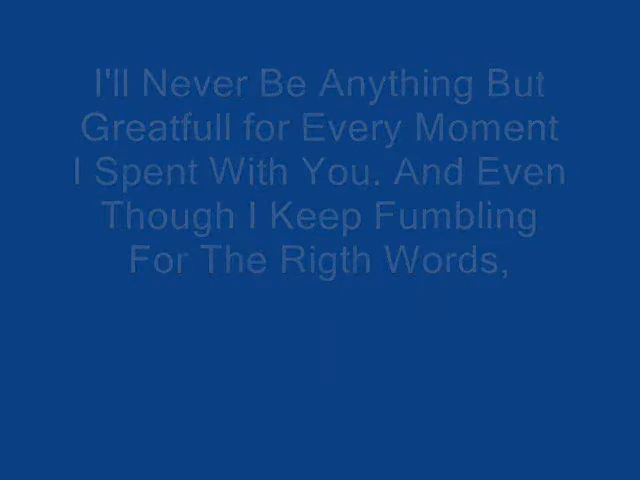 I'll Never Be Anything But
Greatfull for Every Moment
I Spent With You. And Even
Though I Keep Fumbling
For The Rigth Words,